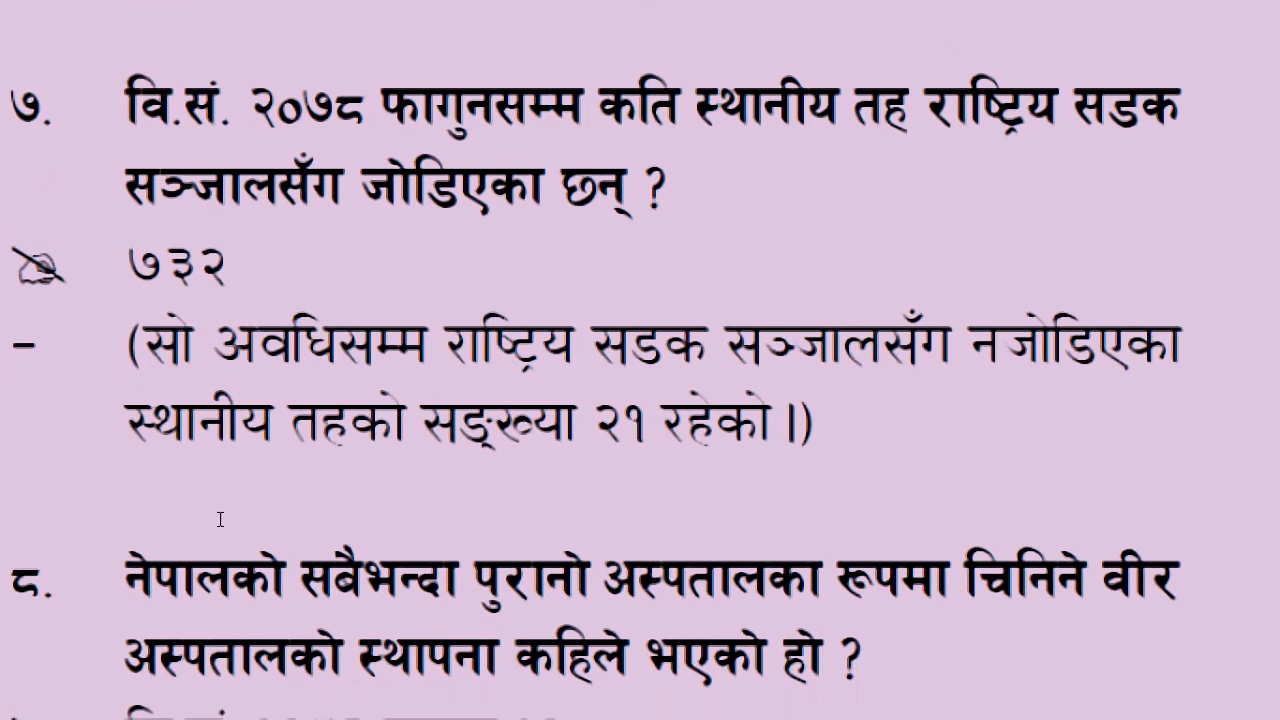 ७. वि.सं. २०७८ फागुनसम्म कति स्थानीय तह राष्ट्रिय सडक
सञ्जालसँग जोडिएका छन् ?
७३२
- (सो अवधिसम्म राष्ट्रिय सडक सञ्जालसँग नजोडिएका
स्थानीय तहको सङ्ख्या २१ रहेको।)
८. नेपालको सबैभन्दा पुरानो अस्पतालका रूपमा चिनिने वीर
अस्पतालको स्थापना कहिले भएको हो ?